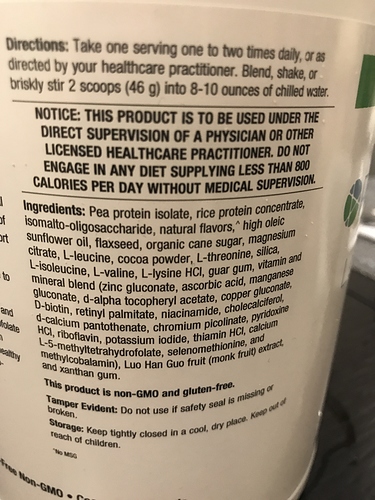 Directions: Take one serving one to two times daily, or as
directed by your healthcare practitioner. Blend, shake, or
briskly stir 2 scoops (46 g) into 8-10 ounces of chilled water.
NOTICE: THIS PRODUCT IS TO BE USED UNDER THE
DIRECT SUPERVISION OF A PHYSICIAN OR OTHER
LICENSED HEALTHCARE PRACTITIONER. DO NOT
ENGAGE IN ANY DIET SUPPLYING LESS THAN 800
CALORIES PER DAY WITHOUT MEDICAL SUPERVISION.
Ingredients: Pea protein isolate, rice protein concentrate,
isomalto-oligosaccharide, natural flavors,^ high oleic
sunflower oil, flaxseed, organic cane sugar, magnesium
citrate, L-leucine, cocoa powder, L-threonine, silica,
L-isoleucine, L-valine, L-lysine HCl, guar gum, vitamin and
mineral blend (zinc gluconate, ascorbic acid, manganese
gluconate, d-alpha tocopheryl acetate, copper gluconate,
D-biotin, retinyl palmitate, niacinamide, cholecalciferol,
d-calcium pantothenate, chromium picolinate, pyridoxine
HCl, riboflavin, potassium iodide, thiamin HCl, calcium
L-5-methyltetrahydrofolate, selenomethionine, and
methylcobalamin), Luo Han Guo fruit (monk fruit) extract,
and xanthan gum.
This product is non-GMO and gluten-free.
Tamper Evident: Do not use if safety seal is missing or
broken.
Storage: Keep tightly closed in a cool, dry place. Keep out of
reach of children.
^No MSG
Free Non-GMO •